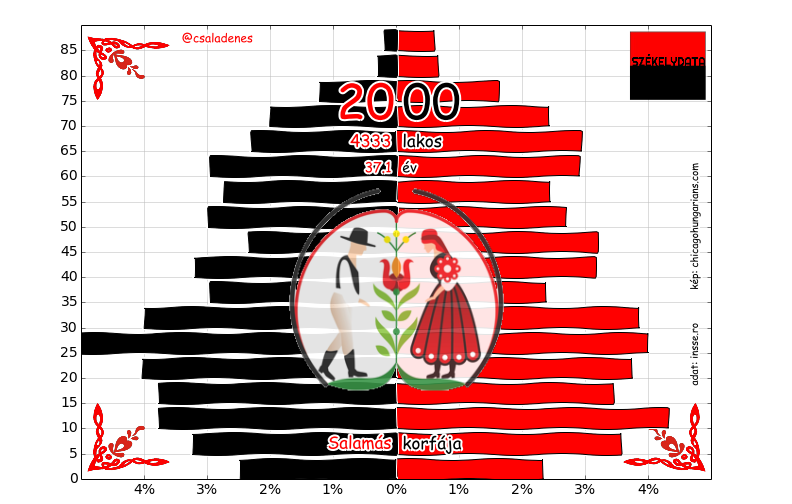 @csaladenes
SZÉKELYDATA
2000
4333 lakos
37.1 év
kép: chicagohungarians.com
adat: insse.ro
Salamás korfája
85
80
75
70
65
60
55
50
45
40
35
30
25
20
15
10
5
0
4% 3% 2% 1% 0% 1% 2% 3% 4%